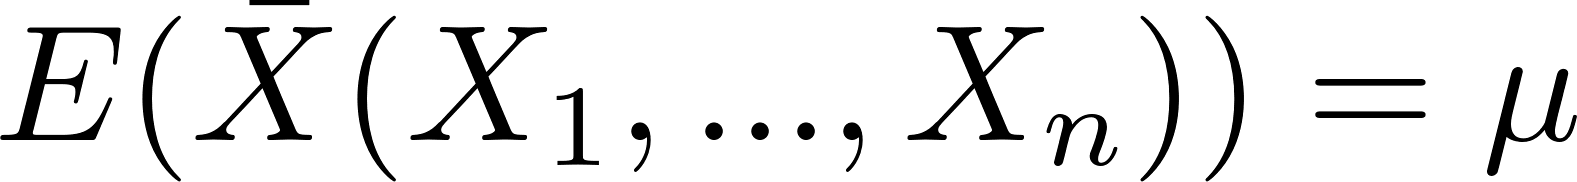 E(X̄(X₁, ..., Xₙ)) = μ